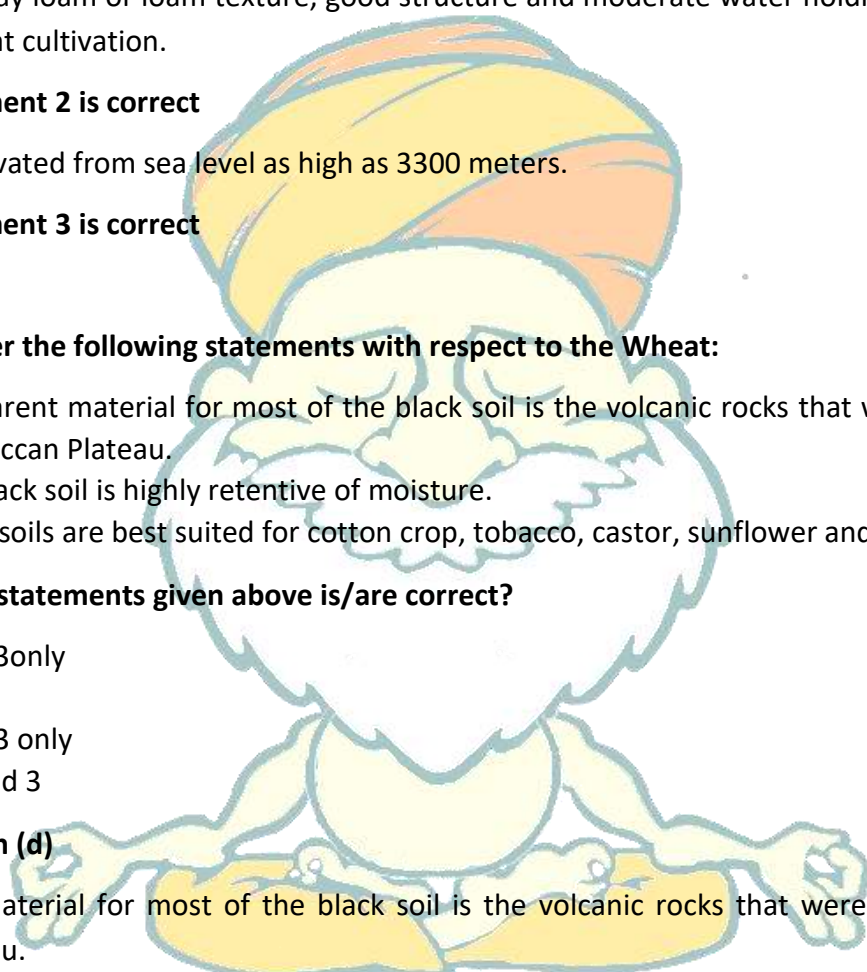 ay loam or loam texture, good structure and moderate water holdin
nt cultivation.
nent 2 is correct
vated from sea level as high as 3300 meters.
nent 3 is correct
er the following statements with respect to the Wheat:
arent material for most of the black soil is the volcanic rocks that v
ccan Plateau.
ack soil is highly retentive of moisture.
soils are best suited for cotton crop, tobacco, castor, sunflower and
statements given above is/are correct?
3only
3 only
d 3
n (d)
aterial for most of the black soil is the volcanic rocks that were
u.